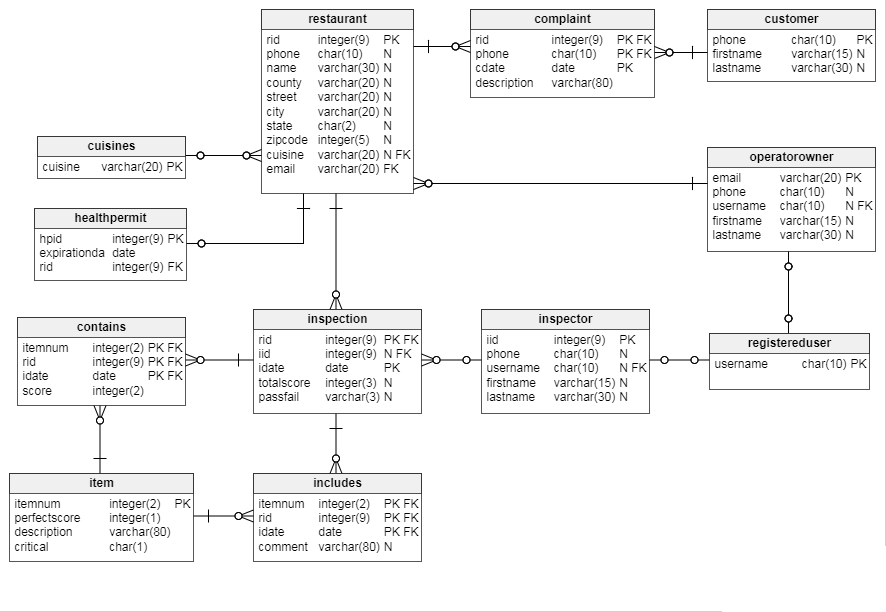 restaurant
rid integer(9) PK
phone char(10) N
name varchar(30) N
county varchar(20) N
street varchar(20) N
city varchar(20) N
state char(2) N
zipcode integer(5) N
cuisine varchar(20) N FK
email varchar(20) FK
complaint
rid integer(9) PK FK
phone char(10) PK FK
cdate date PK
description varchar(80)
customer
phone char(10) PK
firstname varchar(15) N
lastname varchar(30) N
cuisines
cuisine varchar(20) PK
operatorowner
email varchar(20) PK
phone char(10) N
username char(10) N FK
firstname varchar(15) N
lastname varchar(30) N
healthpermit
hpid integer(9) PK
expirationda date
rid integer(9) FK
contains
itemnum integer(2) PK FK
rid integer(9) PK FK
idate date PK FK
score integer(2)
inspection
rid integer(9) PK FK
iid integer(9) N FK
idate date PK
totalscore integer(3) N
passfail varchar(3) N
inspector
iid integer(9) PK
phone char(10) N
username char(10) N FK
firstname varchar(15) N
lastname varchar(30) N
registereduser
username char(10) PK
item
itemnum integer(2) PK
perfectscore integer(1)
description varchar(80)
critical char(1)
includes
itemnum integer(2) PK FK
rid integer(9) PK FK
idate date PK FK
comment varchar(80) N